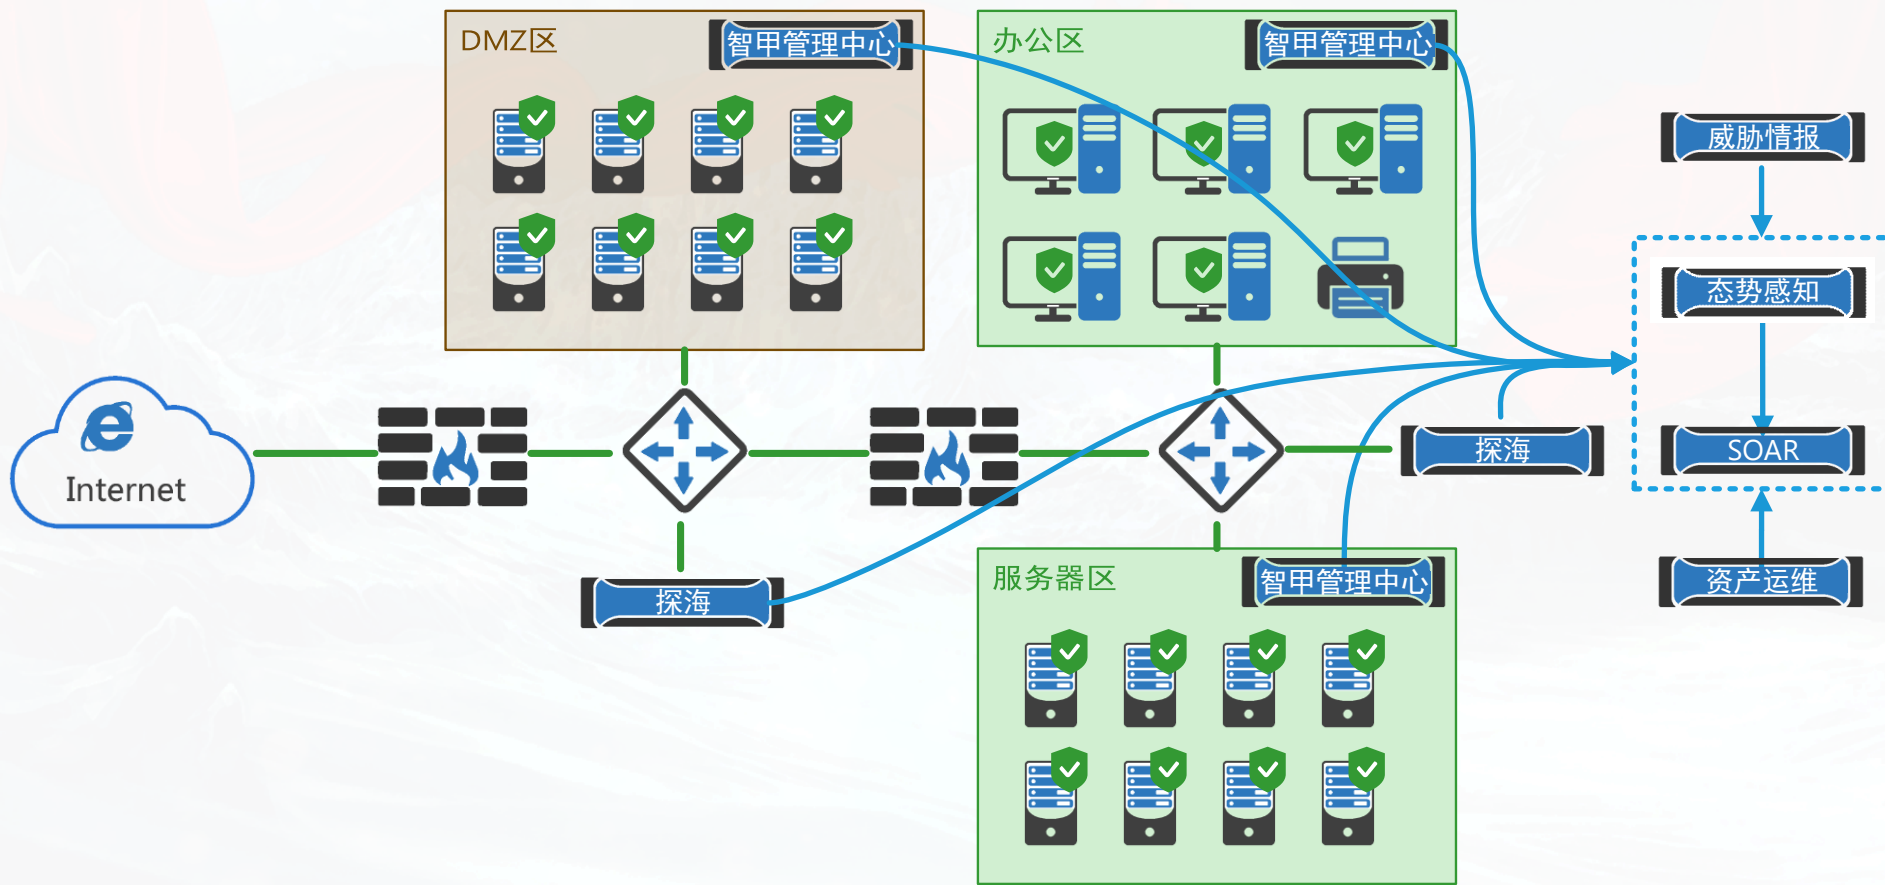 DMZ区
智甲管理中心
办公区
智甲管理中心
威胁情报
态势感知
SOAR
资产运维
Internet
探海
探海
服务器区
智甲管理中心